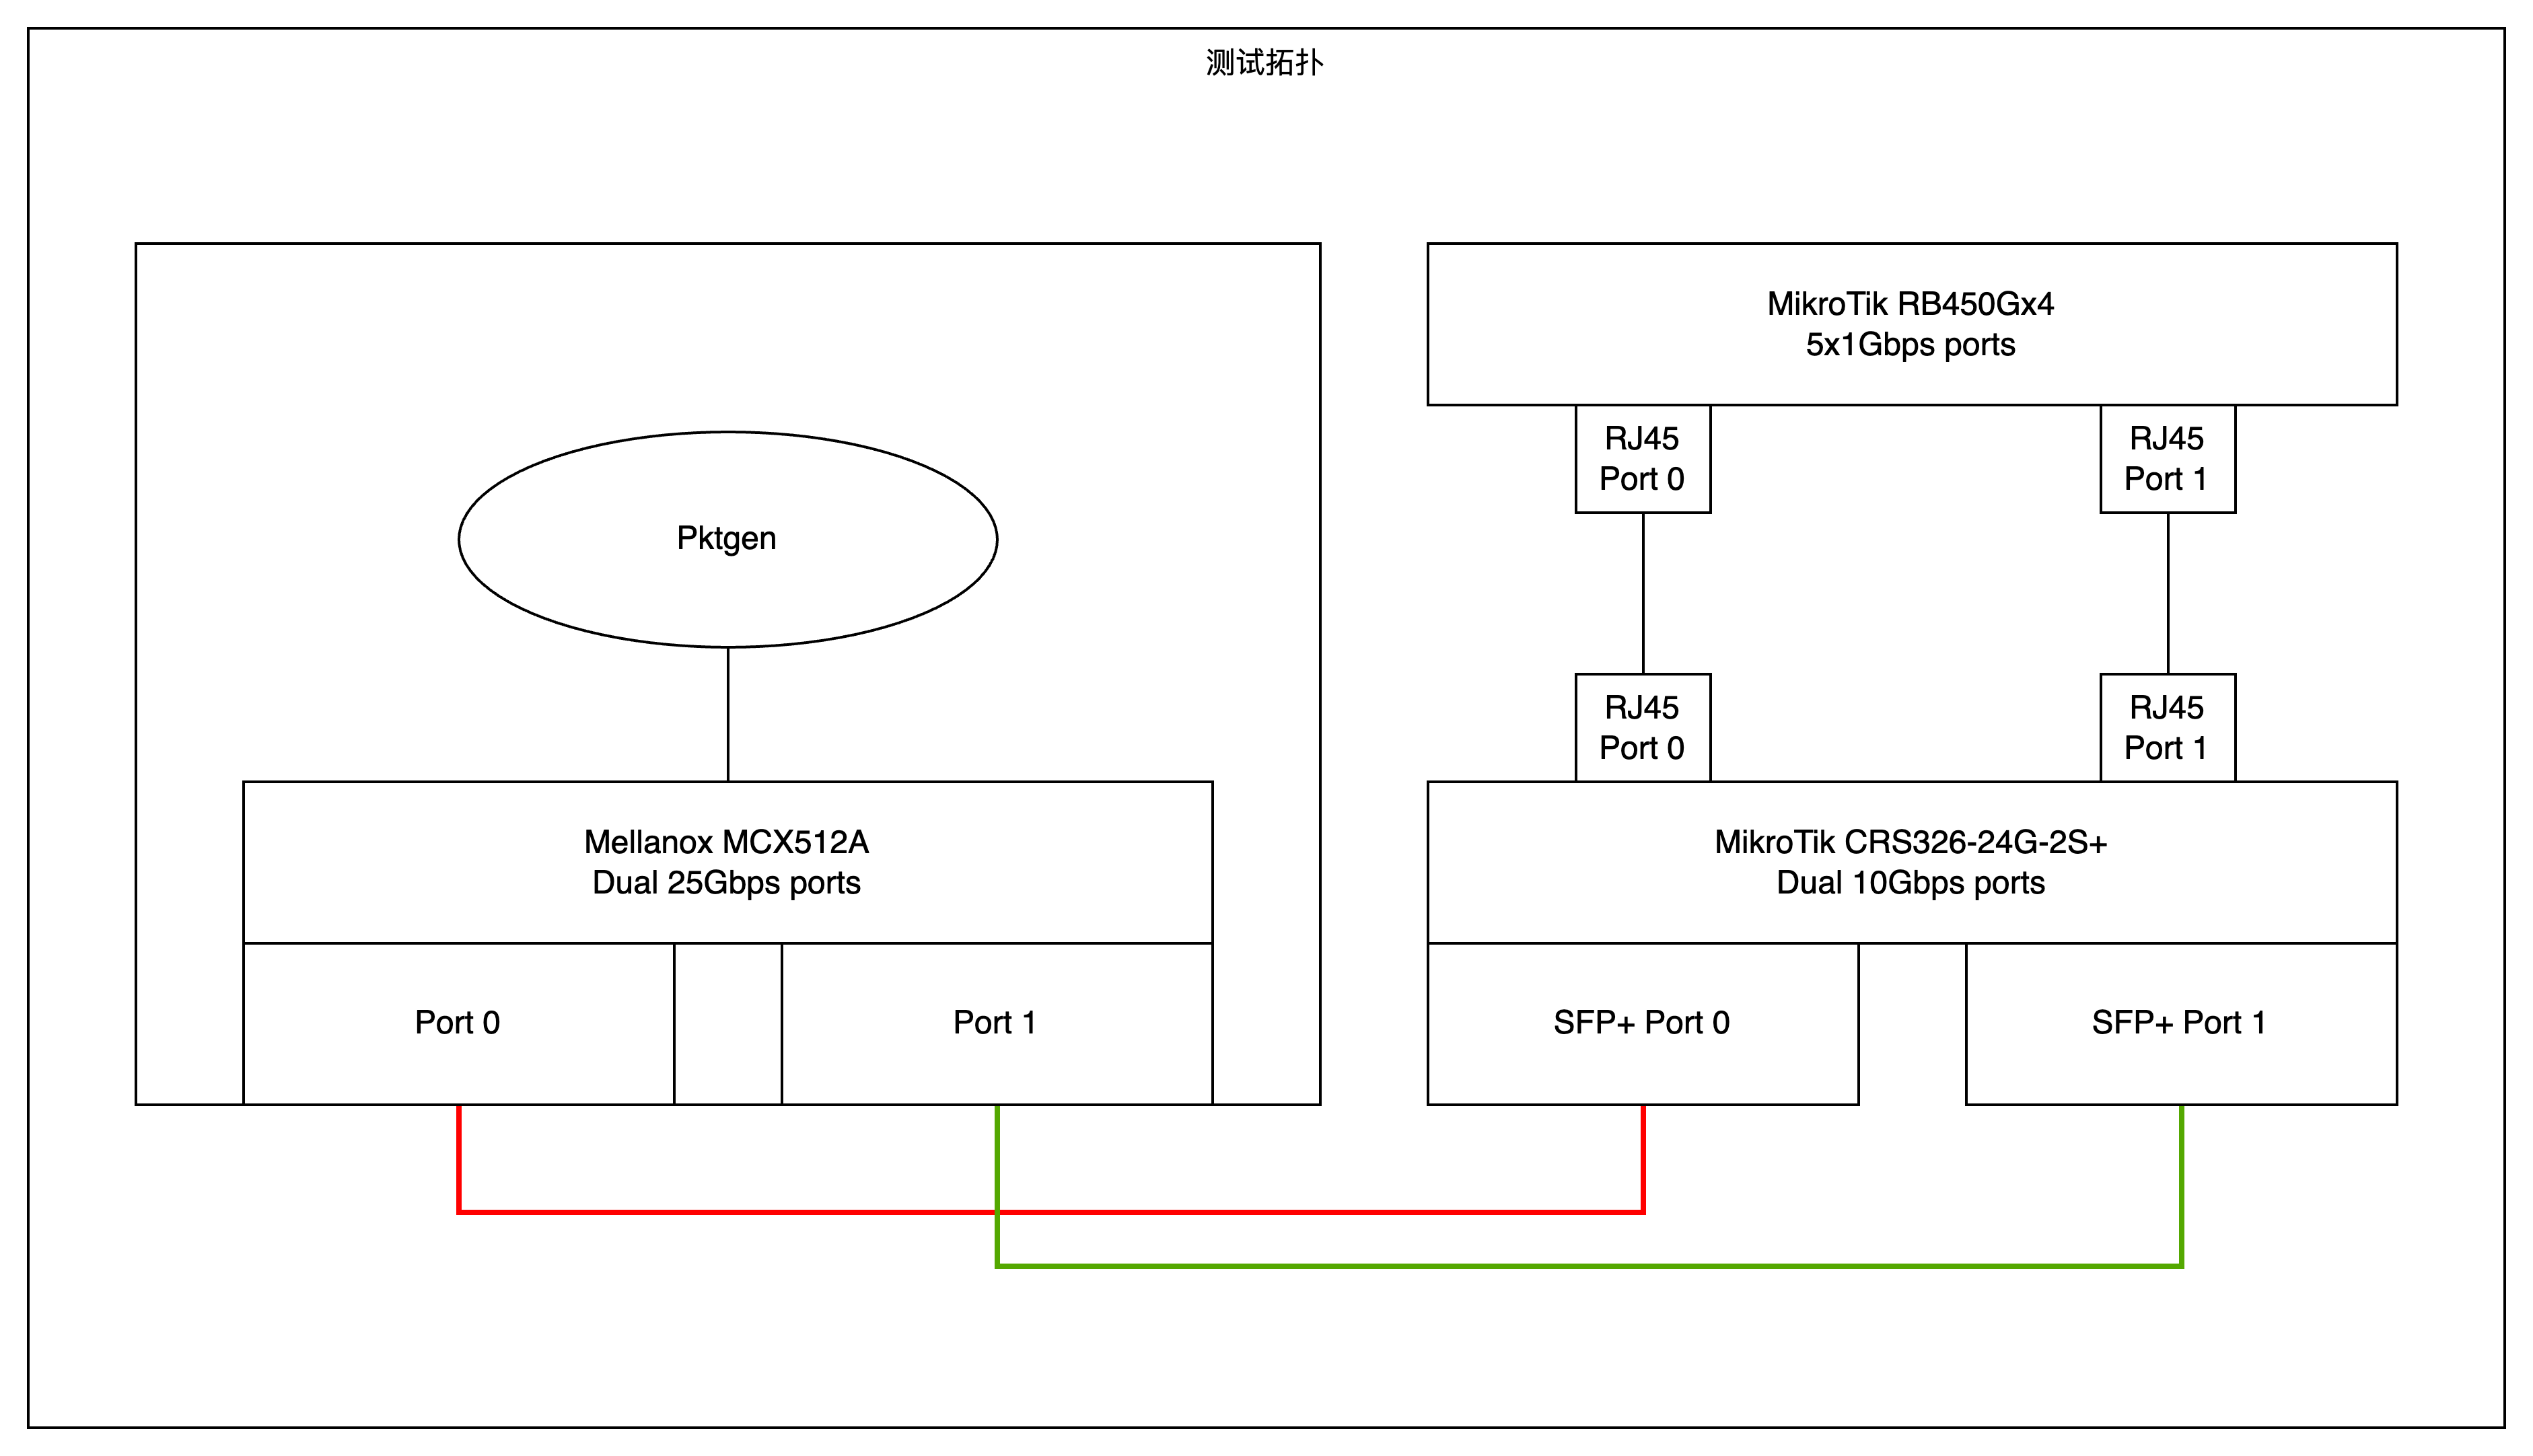 测试拓扑
Pktgen
Mellanox MCX512A
Dual 25Gbps ports
Port 0
Port 1
MikroTik RB450Gx4
5x1Gbps ports
RJ45
Port 0
RJ45
Port 1
RJ45
Port 0
RJ45
Port 1
MikroTik CRS326-24G-2S+
Dual 10Gbps ports
SFP+ Port 0
SFP+ Port 1